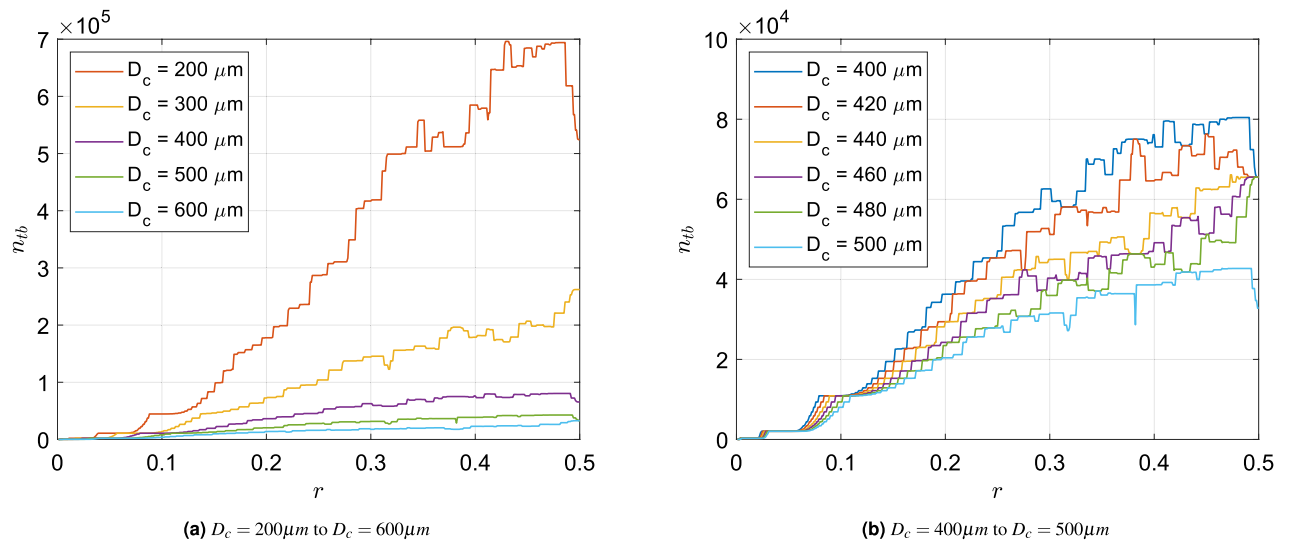 ×10⁵
7
6
5
4
3
2
1
0
n_tb
D_c = 200 μm
D_c = 300 μm
D_c = 400 μm
D_c = 500 μm
D_c = 600 μm
0 0.1 0.2 0.3 0.4 0.5
r
(a) D_c = 200μm to D_c = 600μm
×10⁴
10
8
6
4
2
0
n_tb
D_c = 400 μm
D_c = 420 μm
D_c = 440 μm
D_c = 460 μm
D_c = 480 μm
D_c = 500 μm
0 0.1 0.2 0.3 0.4 0.5
r
(b) D_c = 400μm to D_c = 500μm